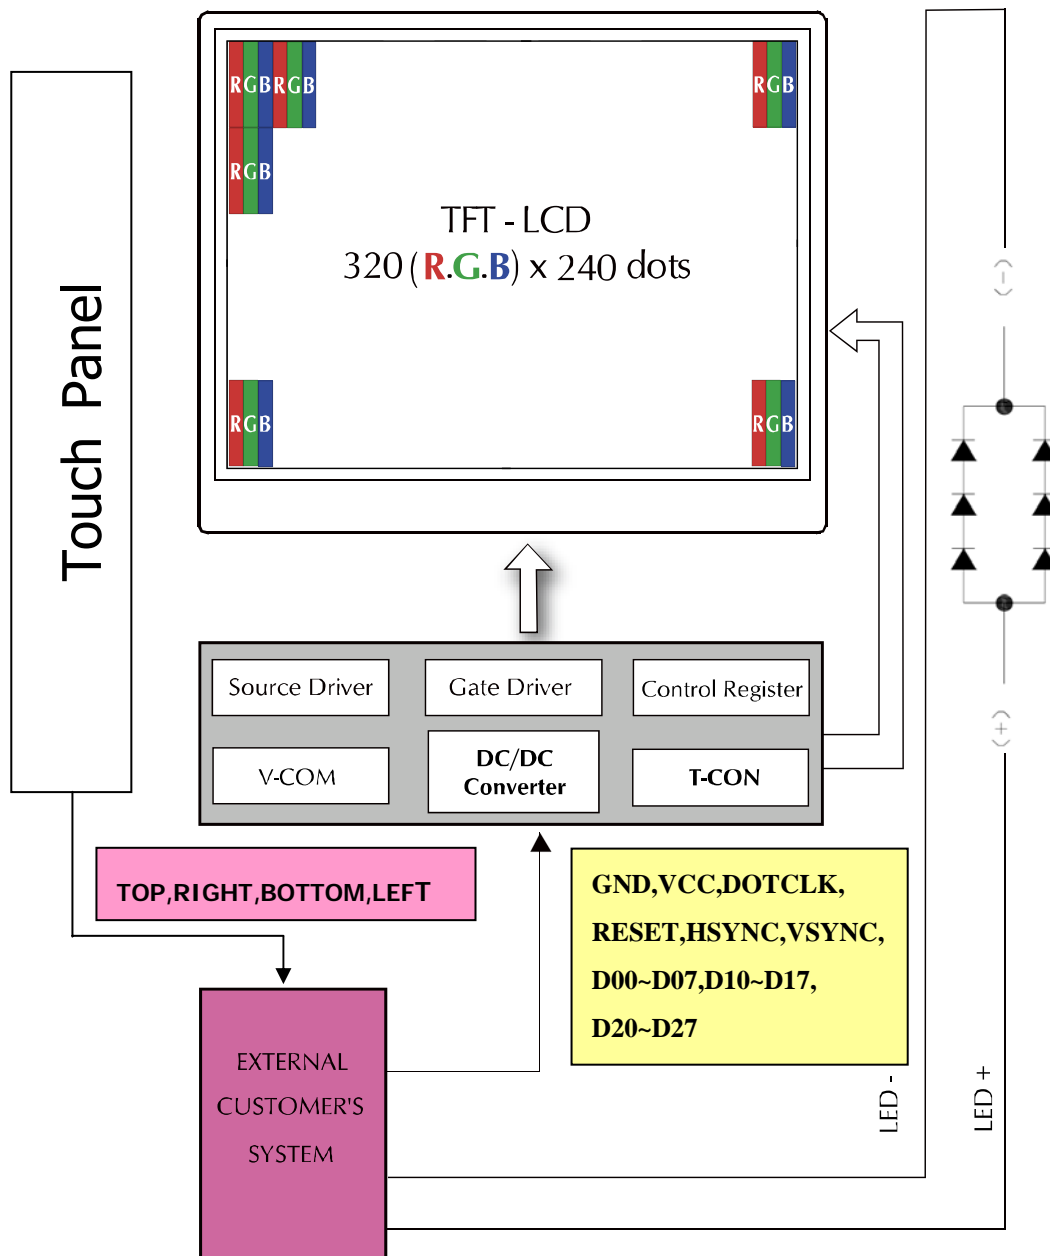 RGBRGB
RGB
RGB
TFT - LCD
320 (R.G.B) x 240 dots
Touch Panel
(-)
RGB
RGB
Source Driver
Gate Driver
Control Register
V-COM
DC/DC
Converter
T-CON
(+)
TOP,RIGHT,BOTTOM,LEFT
GND,VCC,DOTCLK,
RESET,HSYNC,VSYNC,
D00~D07,D10~D17,
D20~D27
EXTERNAL
CUSTOMER'S
SYSTEM
LED -
LED +